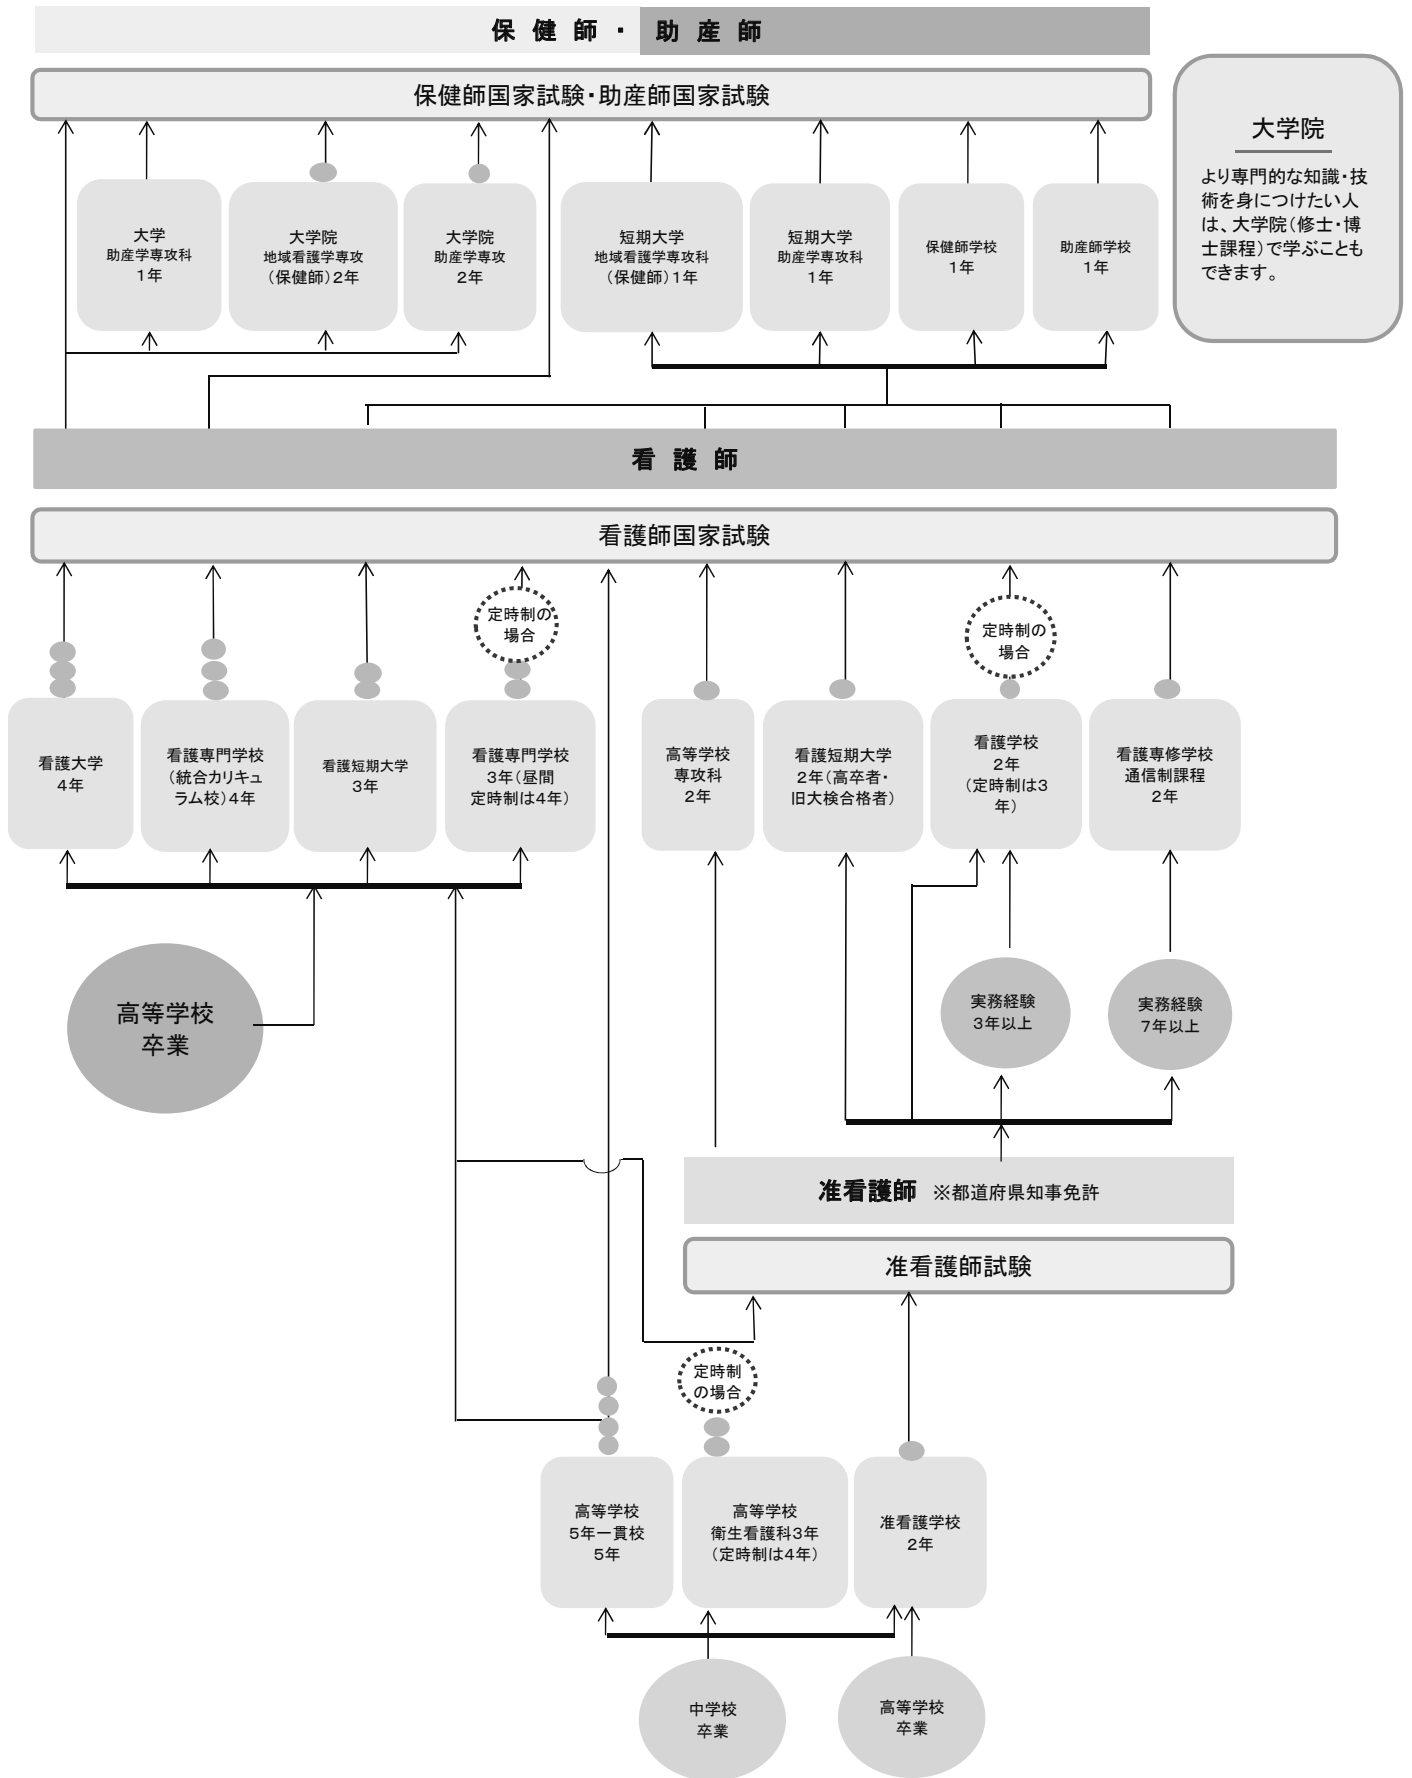 保健師・助産師
保健師国家試験・助産師国家試験
大学院
より専門的な知識・技
術を身につけたい人
は、大学院（修士・博
士課程）で学ぶことも
できます。
大学
助産学専攻科
１年
大学院
地域看護学専攻
（保健師）２年
大学院
助産学専攻
２年
短期大学
地域看護学専攻科
（保健師）１年
短期大学
助産学専攻科
１年
保健師学校
１年
助産師学校
１年
看護師
看護師国家試験
定時制の
場合
定時制の
場合
看護大学
４年
看護専門学校
（統合カリキュ
ラム校）４年
看護短期大学
３年
看護専門学校
３年（昼間
定時制は４年）
高等学校
専攻科
２年
看護短期大学
２年（高卒者・
旧大検合格者）
看護学校
２年
（定時制は３
年）
看護専修学校
通信制課程
２年
高等学校
卒業
実務経験
３年以上
実務経験
７年以上
准看護師 ※都道府県知事免許
准看護師試験
定時制
の場合
高等学校
５年一貫校
５年
高等学校
衛生看護科３年
（定時制は４年）
准看護学校
２年
中学校
卒業
高等学校
卒業